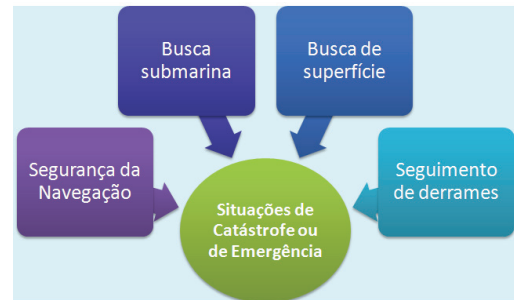 Busca
submarina
Busca de
superfície
Segurança da
Navegação
Seguimento
de derrames
Situações de
Catástrofe ou
de Emergência